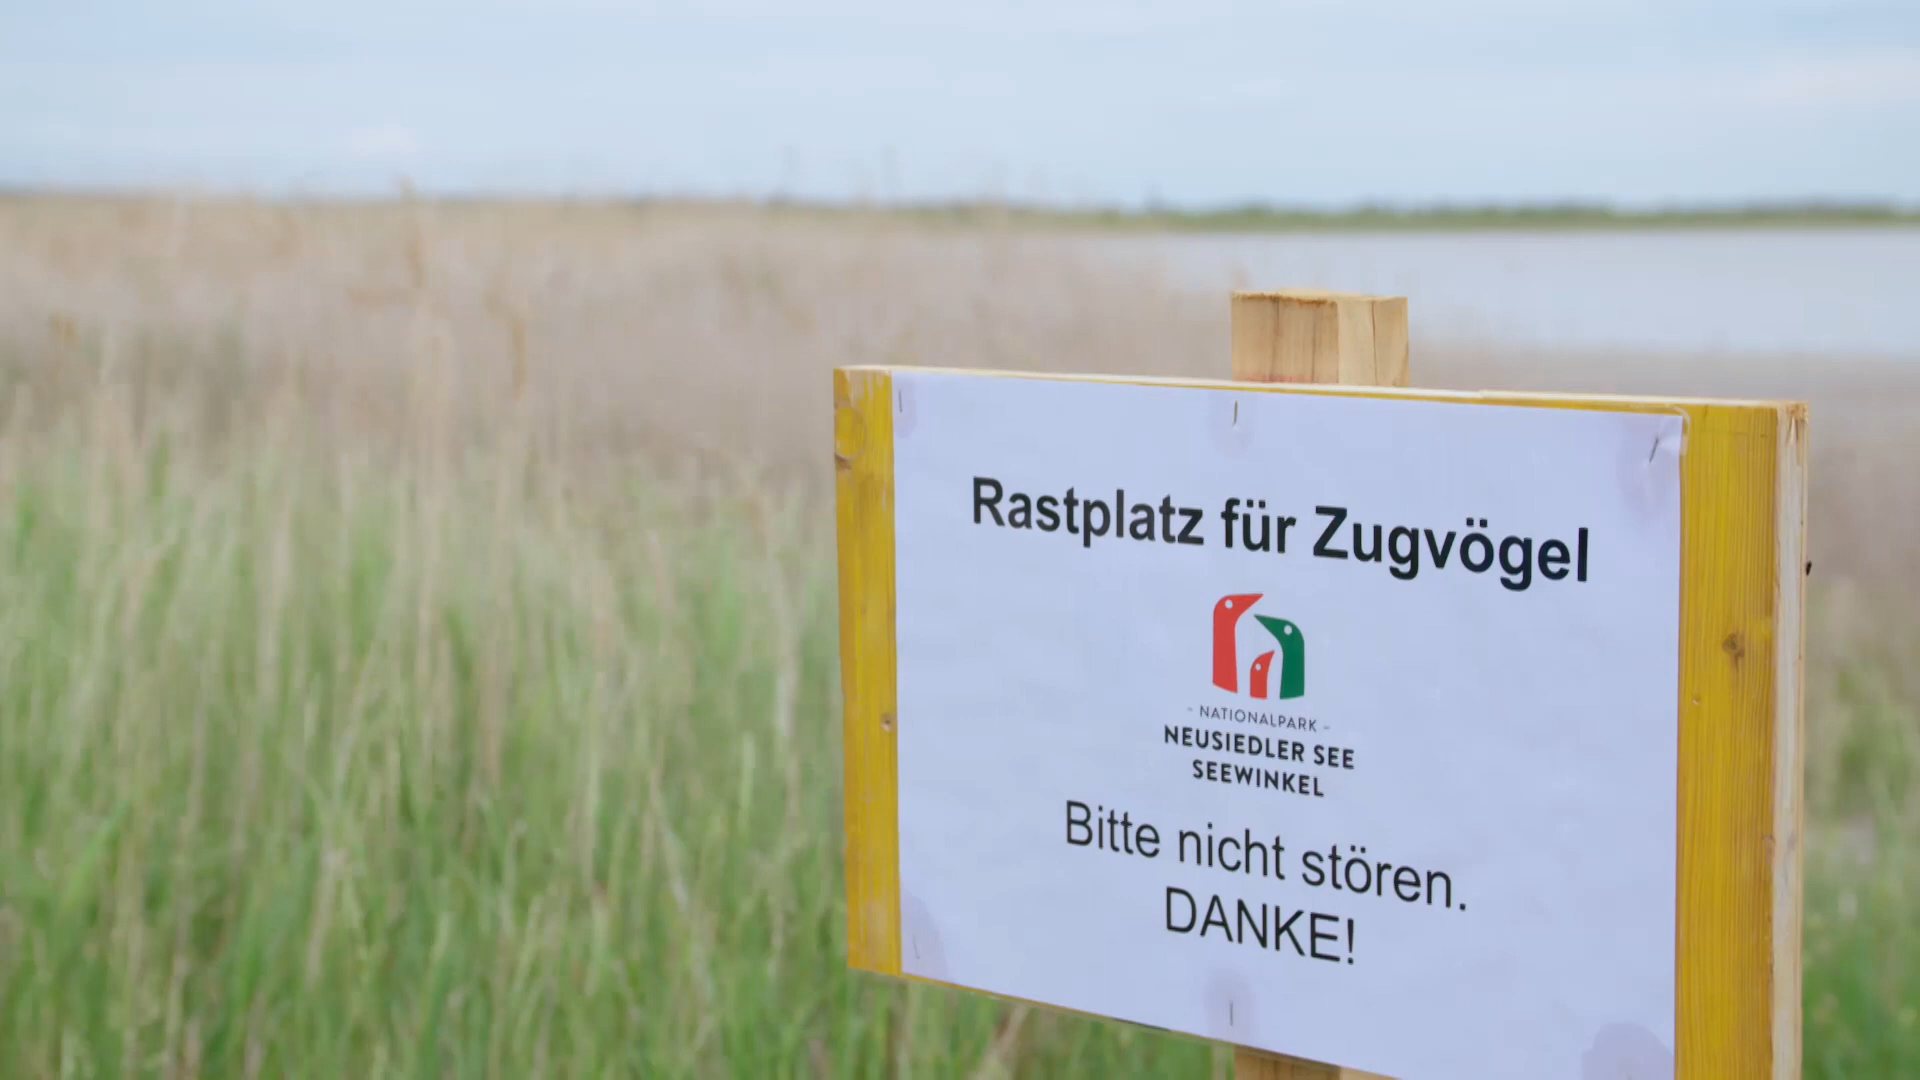 Rastplatz für Zugvögel
- NATIONALPARK -
NEUSIEDLER SEE
SEEWINKEL
Bitte nicht stören.
DANKE!